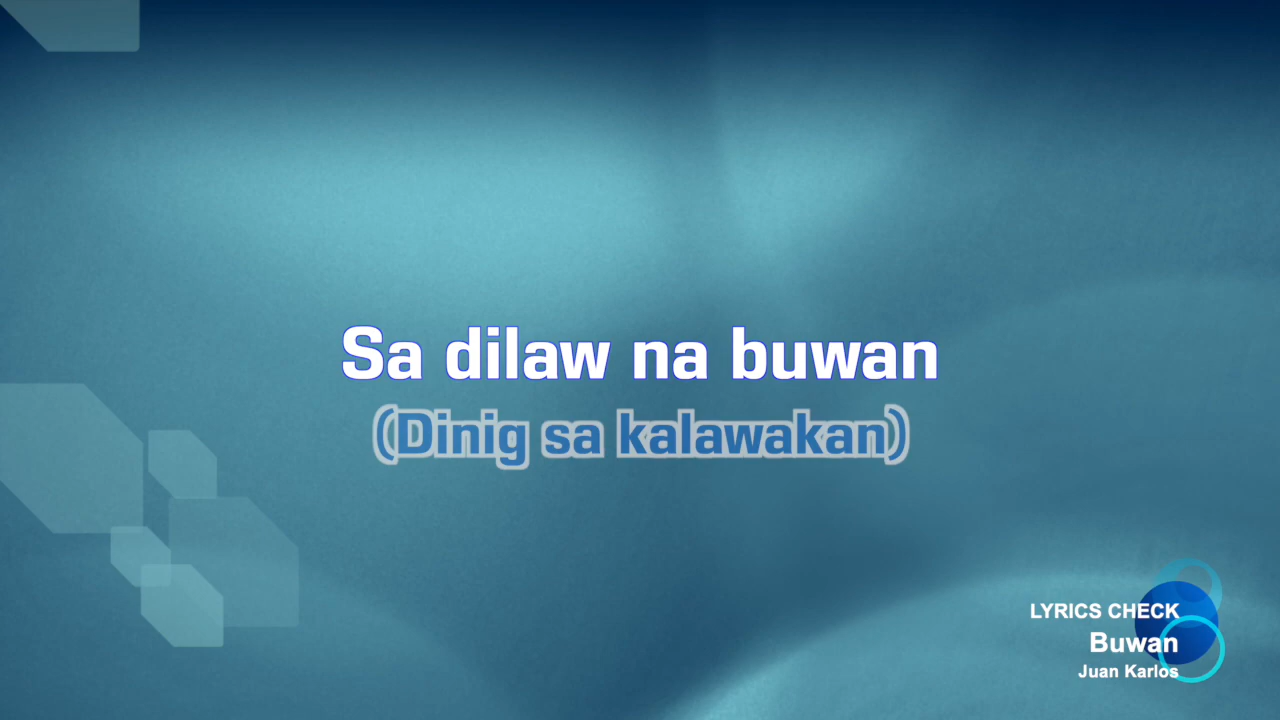 Sa dilaw na buwan
(Dinig sa kalawakan)
LYRICS CHECK
Buwan
Juan Karlos